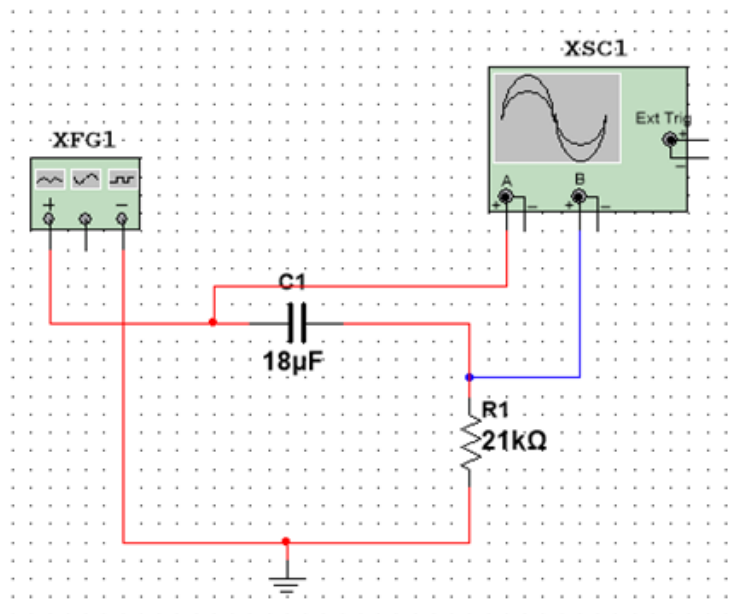 XSC1
Ext Trig
+
−
A
B
+ − + −
XFG1
+ −
C1
18µF
R1
21kΩ